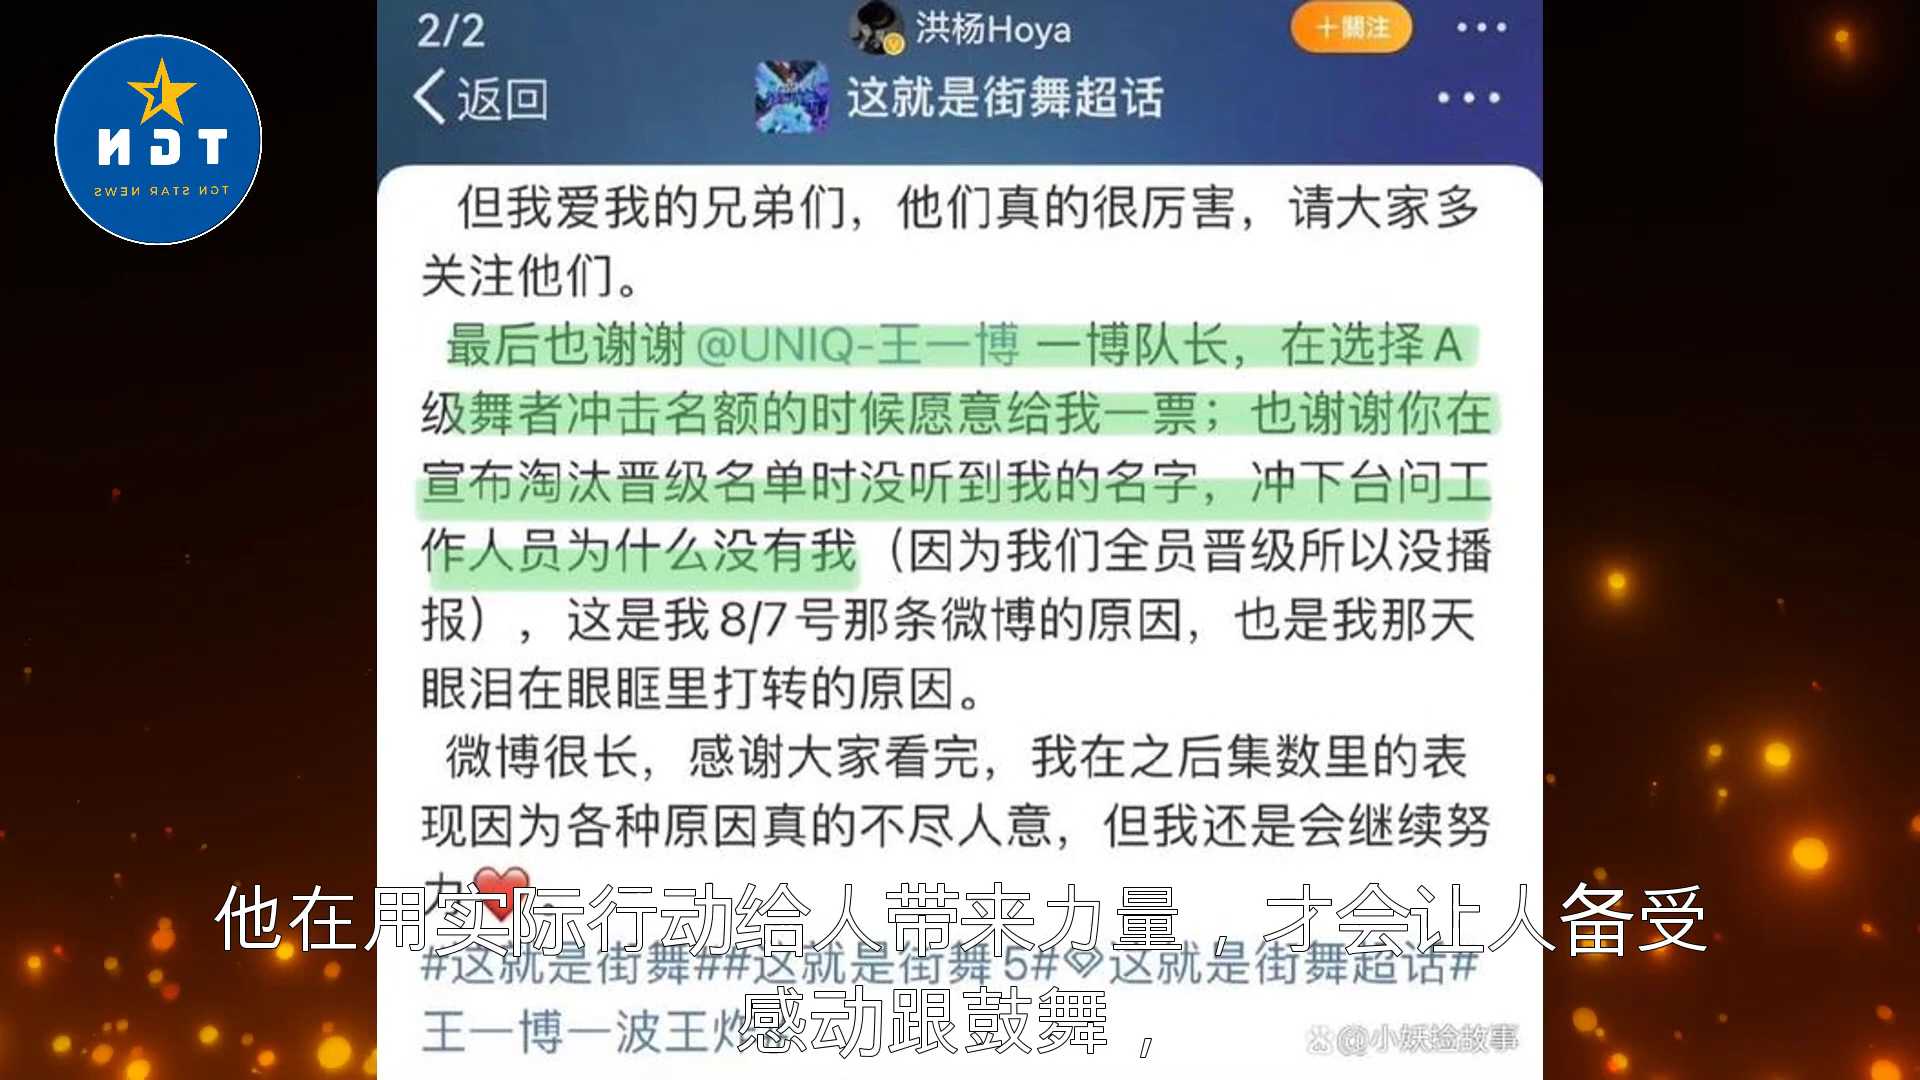 2/2
洪杨Hoya
+關注
返回
这就是街舞超话
TGN
TGN STAR NEWS
但我爱我的兄弟们，他们真的很厉害，请大家多
关注他们。
最后也谢谢@UNIQ-王一博 一博队长，在选择A
级舞者冲击名额的时候愿意给我一票；也谢谢你在
宣布淘汰晋级名单时没听到我的名字，冲下台问工
作人员为什么没有我（因为我们全员晋级所以没播
报），这是我8/7号那条微博的原因，也是我那天
眼泪在眼眶里打转的原因。
微博很长，感谢大家看完，我在之后集数里的表
现因为各种原因真的不尽人意，但我还是会继续努
力❤️。
#这就是街舞##这就是街舞5#这就是街舞超话#
王一博一波王炸
他在用实际行动给人带来力量，才会让人备受
感动跟鼓舞，
@小妖捡故事